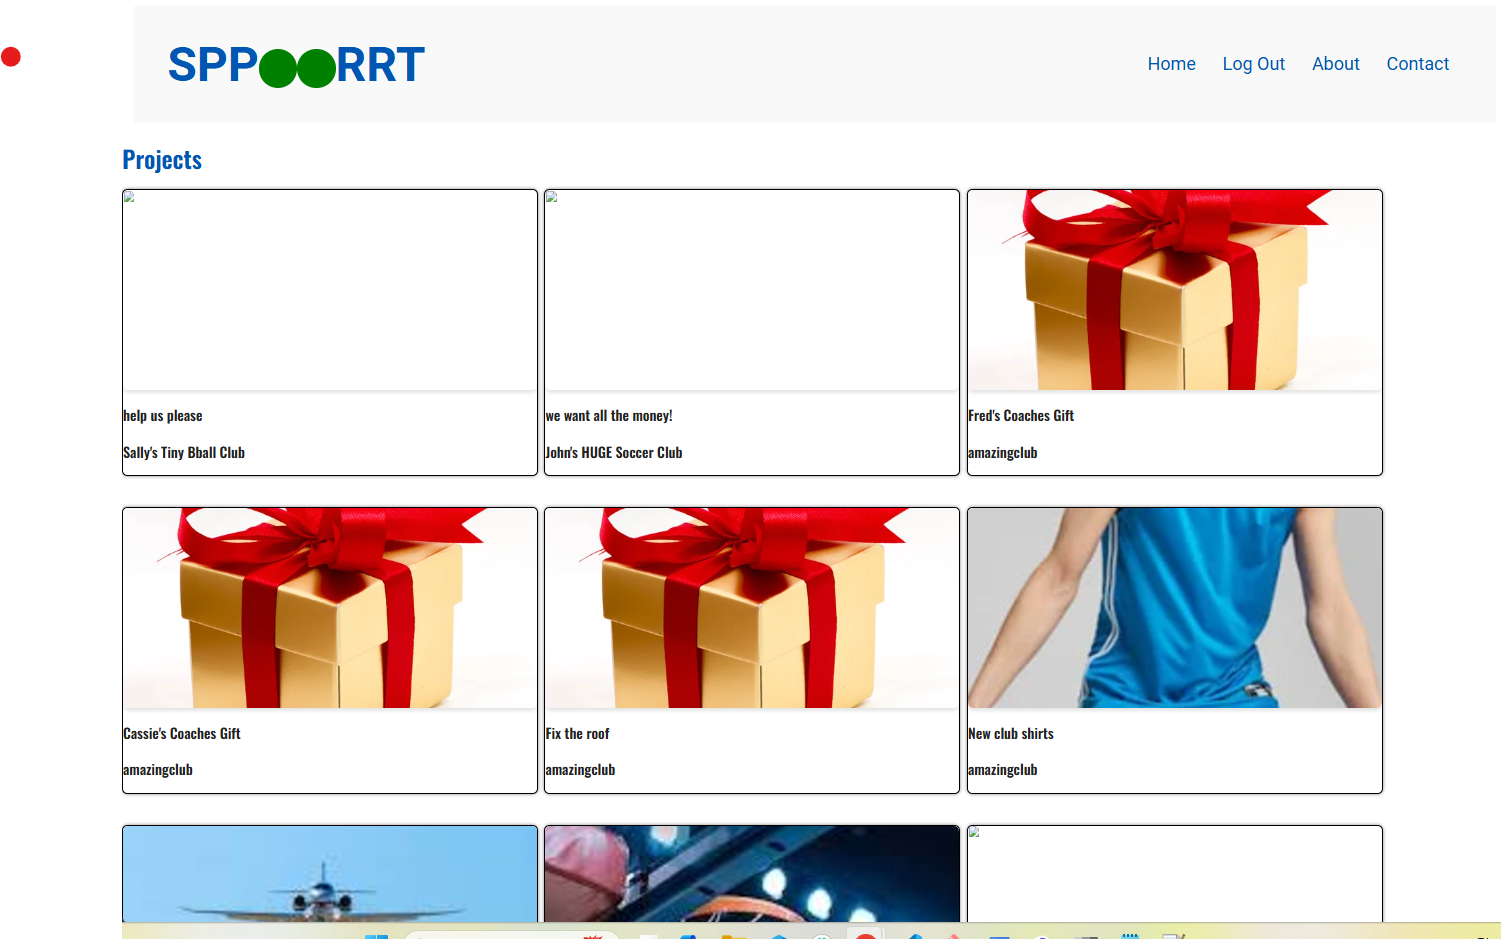 SPPRRT
Home Log Out About Contact
Projects
help us please
Sally's Tiny Bball Club
we want all the money!
John's HUGE Soccer Club
Fred's Coaches Gift
amazingclub
Cassie's Coaches Gift
amazingclub
Fix the roof
amazingclub
New club shirts
amazingclub